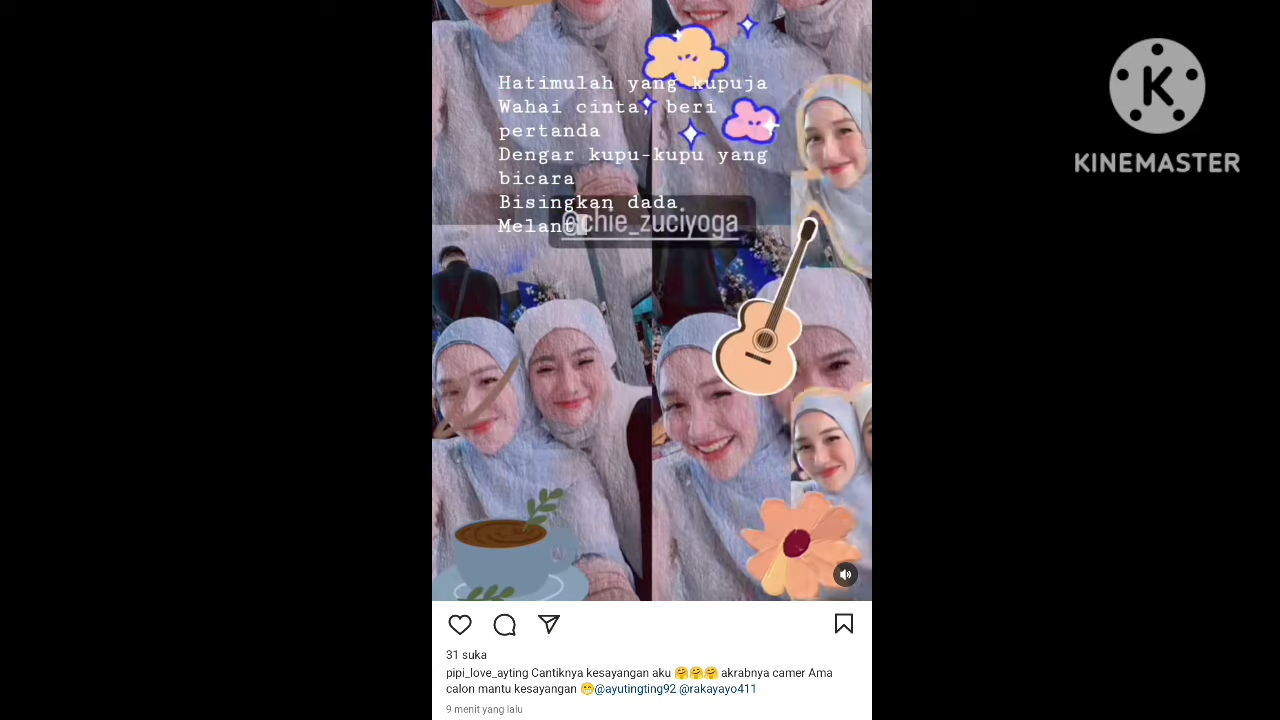 Hatimulah yang kupuja
Wahai cinta, beri
pertanda
Dengar kupu-kupu yang
bicara
Bisingkan dada
Melant
@chie_zuciyoga
K
KINEMASTER
31 suka
pipi_love_ayting Cantiknya kesayangan aku 🤗🤗🤗 akrabnya camer Ama
calon mantu kesayangan 😁@ayutingting92 @rakayayo411
9 menit yang lalu